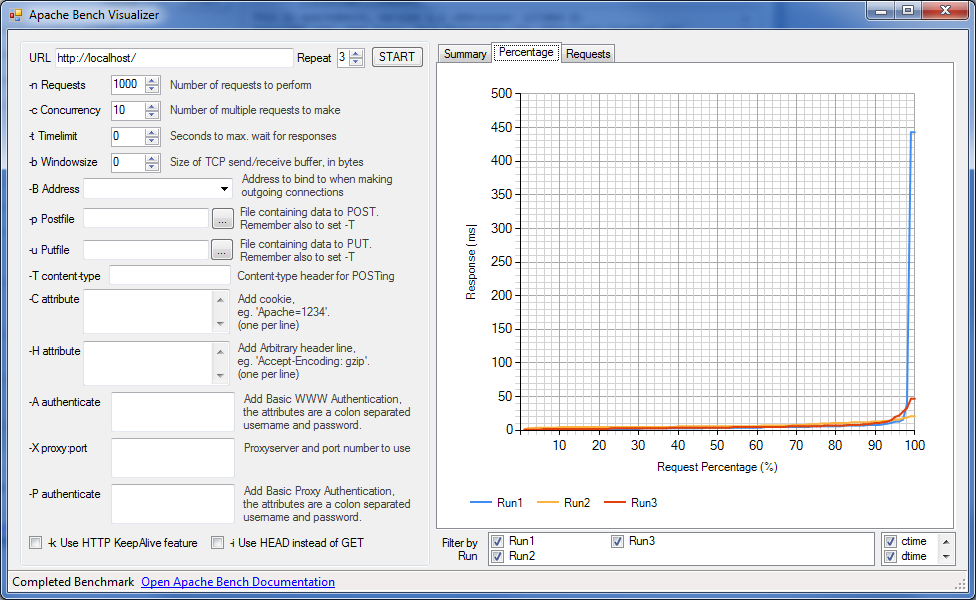 Apache Bench Visualizer
URL http://localhost/ Repeat 3 START
-n Requests 1000 Number of requests to perform
-c Concurrency 10 Number of multiple requests to make
-t Timelimit 0 Seconds to max. wait for responses
-b Windowsize 0 Size of TCP send/receive buffer, in bytes
-B Address Address to bind to when making
outgoing connections
-p Postfile ... File containing data to POST.
Remember also to set -T
-u Putfile ... File containing data to PUT.
Remember also to set -T
-T content-type Content-type header for POSTing
-C attribute Add cookie,
eg. 'Apache=1234'.
(one per line)
-H attribute Add Arbitrary header line,
eg. 'Accept-Encoding: gzip'.
(one per line)
-A authenticate Add Basic WWW Authentication,
the attributes are a colon separated
username and password.
-X proxy:port Proxyserver and port number to use
-P authenticate Add Basic Proxy Authentication,
the attributes are a colon separated
username and password.
-k Use HTTP KeepAlive feature -i Use HEAD instead of GET
Summary Percentage Requests
Response [ms]
500
450
400
350
300
250
200
150
100
50
0
10 20 30 40 50 60 70 80 90 100
Request Percentage (%)
Run1 Run2 Run3
Filter by
Run
Run1 Run3
Run2
ctime
dtime
Completed Benchmark Open Apache Bench Documentation